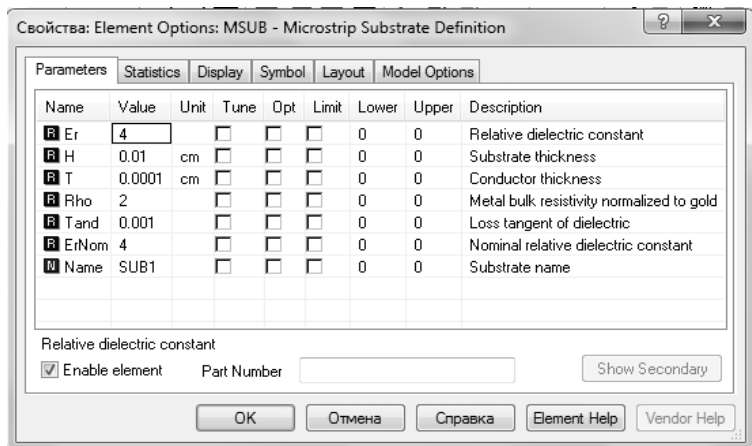 Свойства: Element Options: MSUB - Microstrip Substrate Definition
Parameters Statistics Display Symbol Layout Model Options
Name Value Unit Tune Opt Limit Lower Upper Description
R Er 4 0 0 Relative dielectric constant
R H 0.01 cm 0 0 Substrate thickness
R T 0.0001 cm 0 0 Conductor thickness
R Rho 2 0 0 Metal bulk resistivity normalized to gold
R Tand 0.001 0 0 Loss tangent of dielectric
R ErNom 4 0 0 Nominal relative dielectric constant
N Name SUB1 0 0 Substrate name
Relative dielectric constant
Enable element Part Number Show Secondary
OK Отмена Справка Element Help Vendor Help